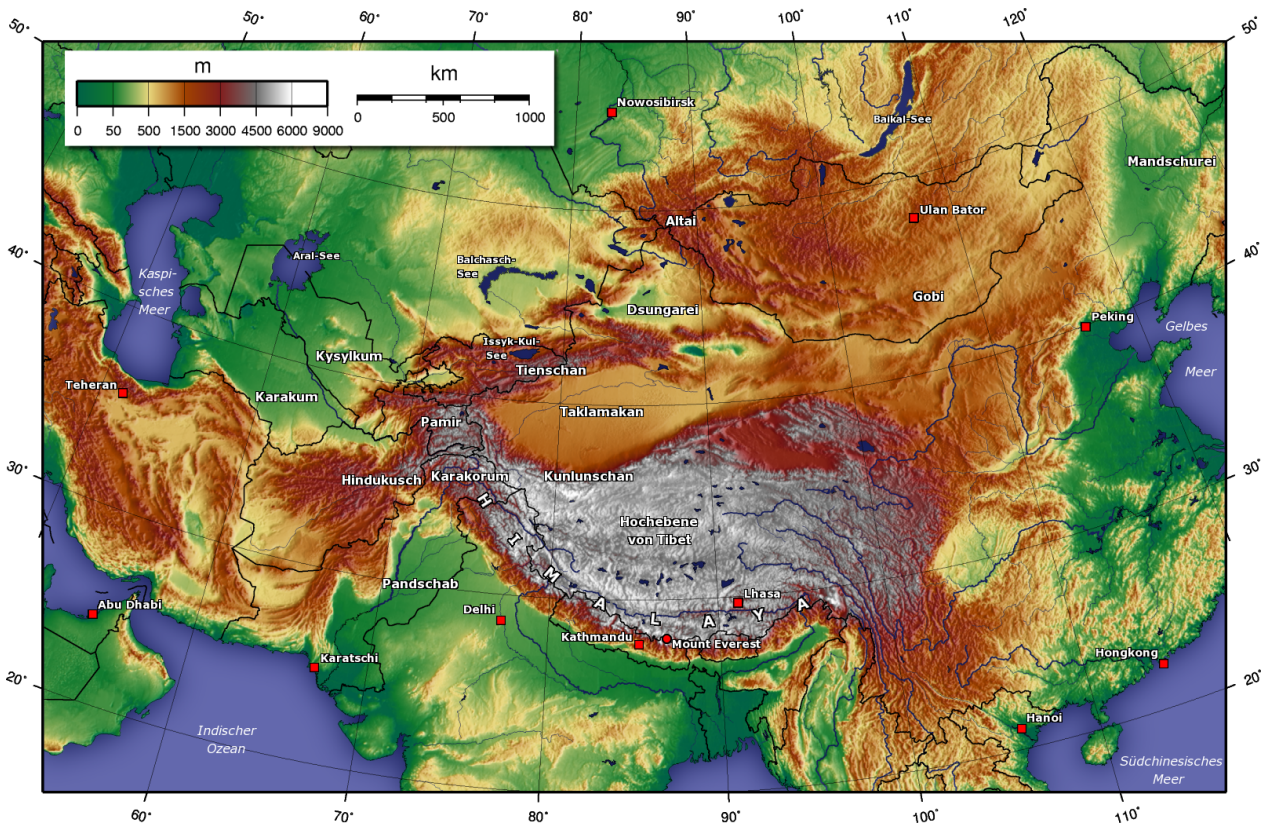 50°
60°
70°
80°
90°
100°
110°
120°
50°
50°
m
km
0 50 500 1500 3000 4500 6000 9000
0 500 1000
Nowosibirsk
Baikal-See
Mandschurei
Altai
Ulan Bator
40°
Aral-See
Kaspi-
sches
Meer
Balchasch-
See
40°
Dsungarei
Gobi
Peking
Gelbes
Meer
Issyk-Kul-
See
Kysylkum
Tienschan
Teheran
Karakum
Taklamakan
Pamir
30°
Hindukusch
Karakorum
Kunlunschan
30°
HIMALAYA
Hochebene
von Tibet
Pandschab
Lhasa
Abu Dhabi
Delhi
Kathmandu
Mount Everest
Karatschi
Hongkong
20°
20°
Hanoi
Indischer
Ozean
Südchinesisches
Meer
60°
70°
80°
90°
100°
110°